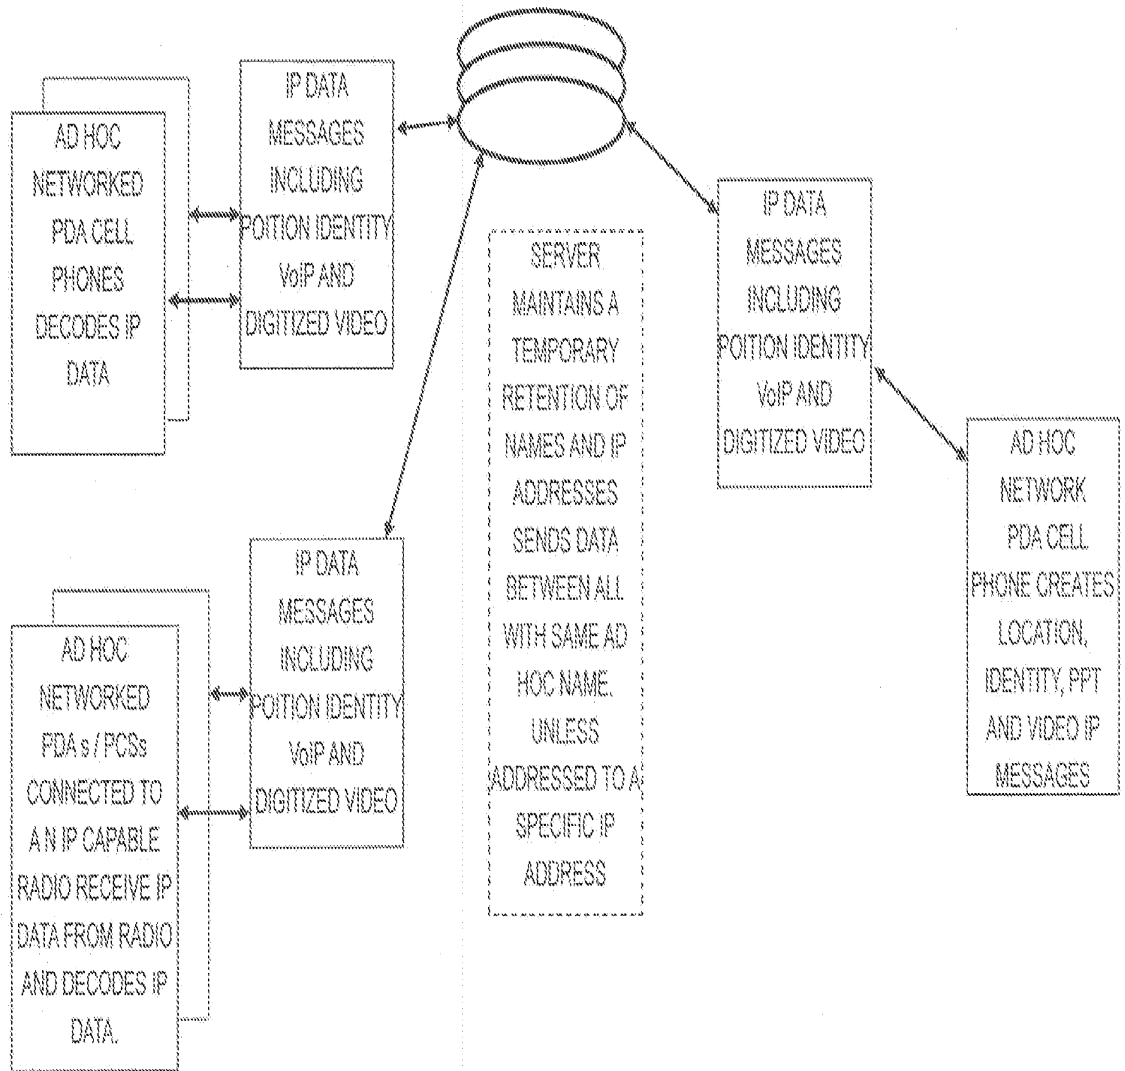 AD HOC
NETWORKED
PDA CELL
PHONES
DECODES IP
DATA
IP DATA
MESSAGES
INCLUDING
POITION IDENTITY
VoIP AND
DIGITIZED VIDEO
IP DATA
MESSAGES
INCLUDING
POITION IDENTITY
VoIP AND
DIGITIZED VIDEO
SERVER
MAINTAINS A
TEMPORARY
RETENTION OF
NAMES AND IP
ADDRESSES
SENDS DATA
BETWEEN ALL
WITH SAME AD
HOC NAME.
UNLESS
ADDRESSED TO A
SPECIFIC IP
ADDRESS
AD HOC
NETWORK
PDA CELL
PHONE CREATES
LOCATION,
IDENTITY, PPT
AND VIDEO IP
MESSAGES
AD HOC
NETWORKED
PDA s / PCSs
CONNECTED TO
A N IP CAPABLE
RADIO RECEIVE IP
DATA FROM RADIO
AND DECODES IP
DATA.
IP DATA
MESSAGES
INCLUDING
POITION IDENTITY
VoIP AND
DIGITIZED VIDEO